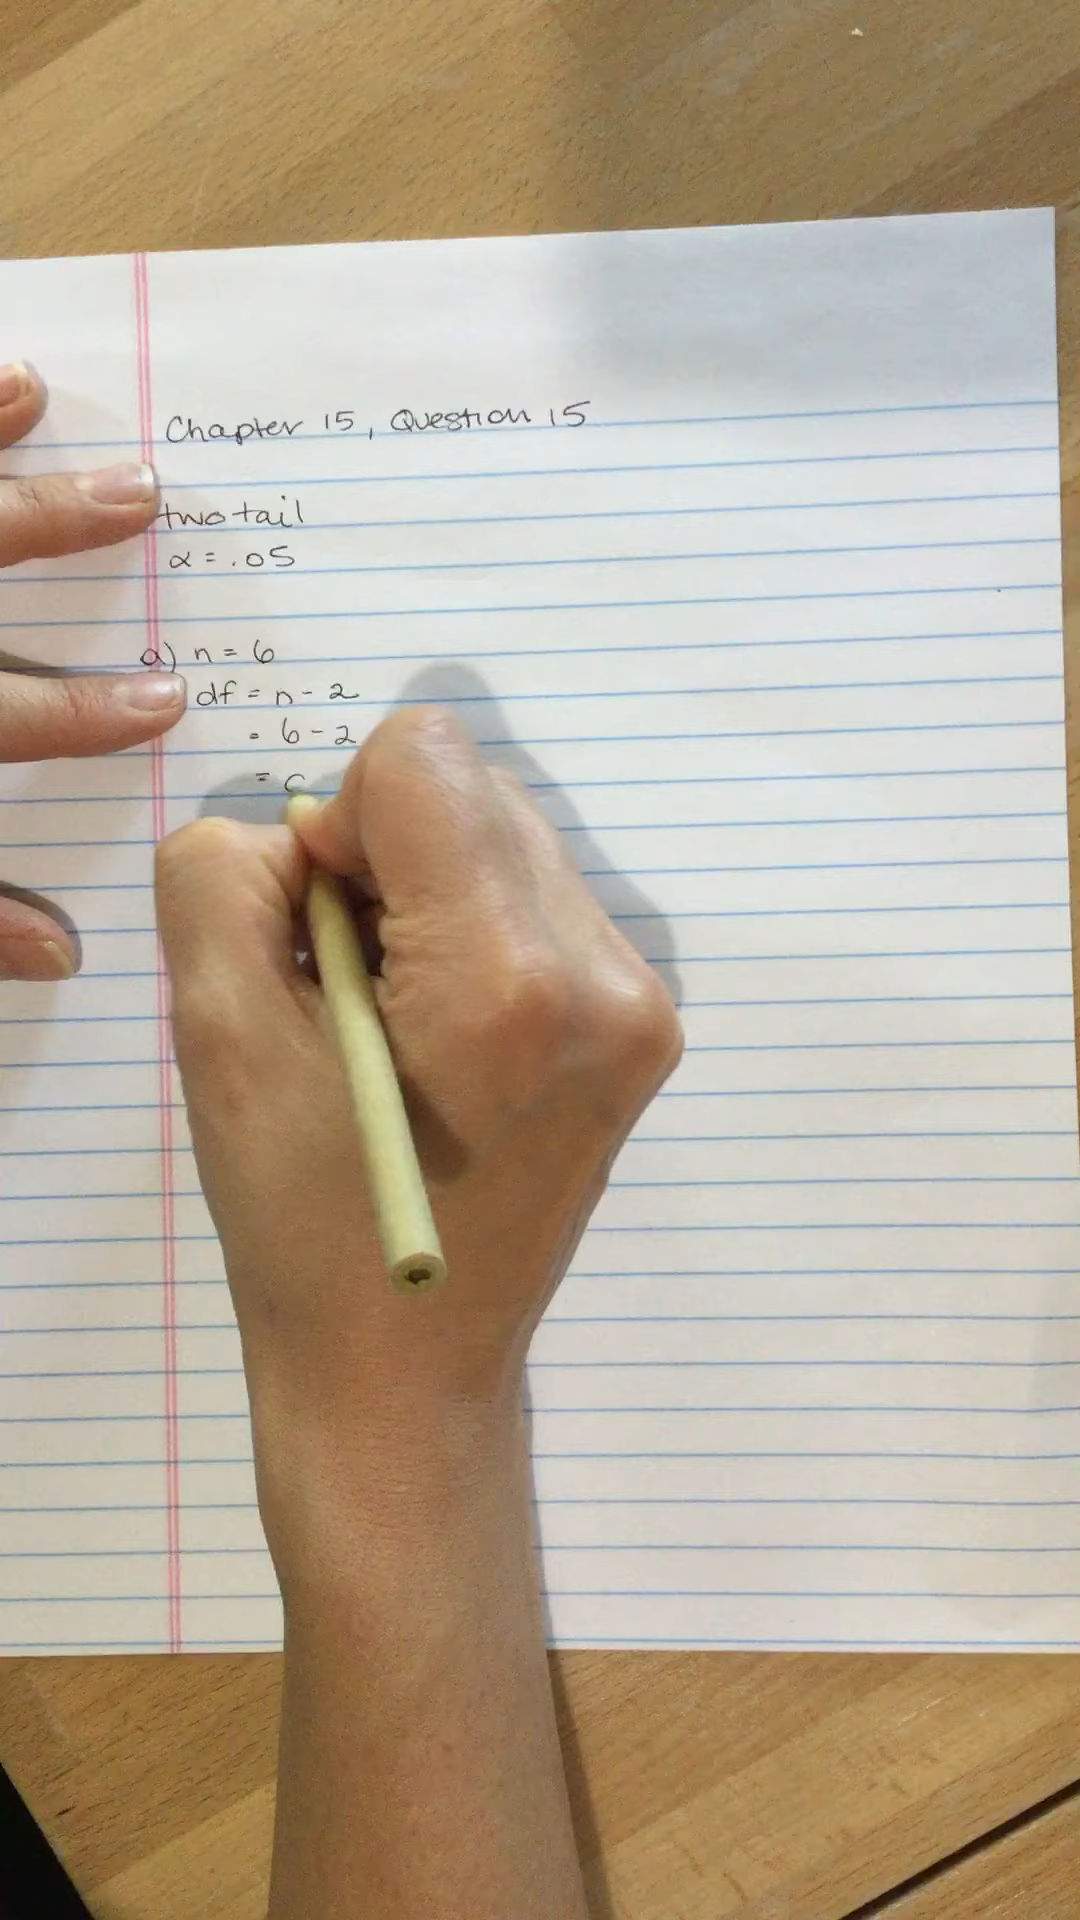 Chapter 15, Question 15
two tail
α = .05
a) n = 6
df = n - 2
= 6 - 2
=